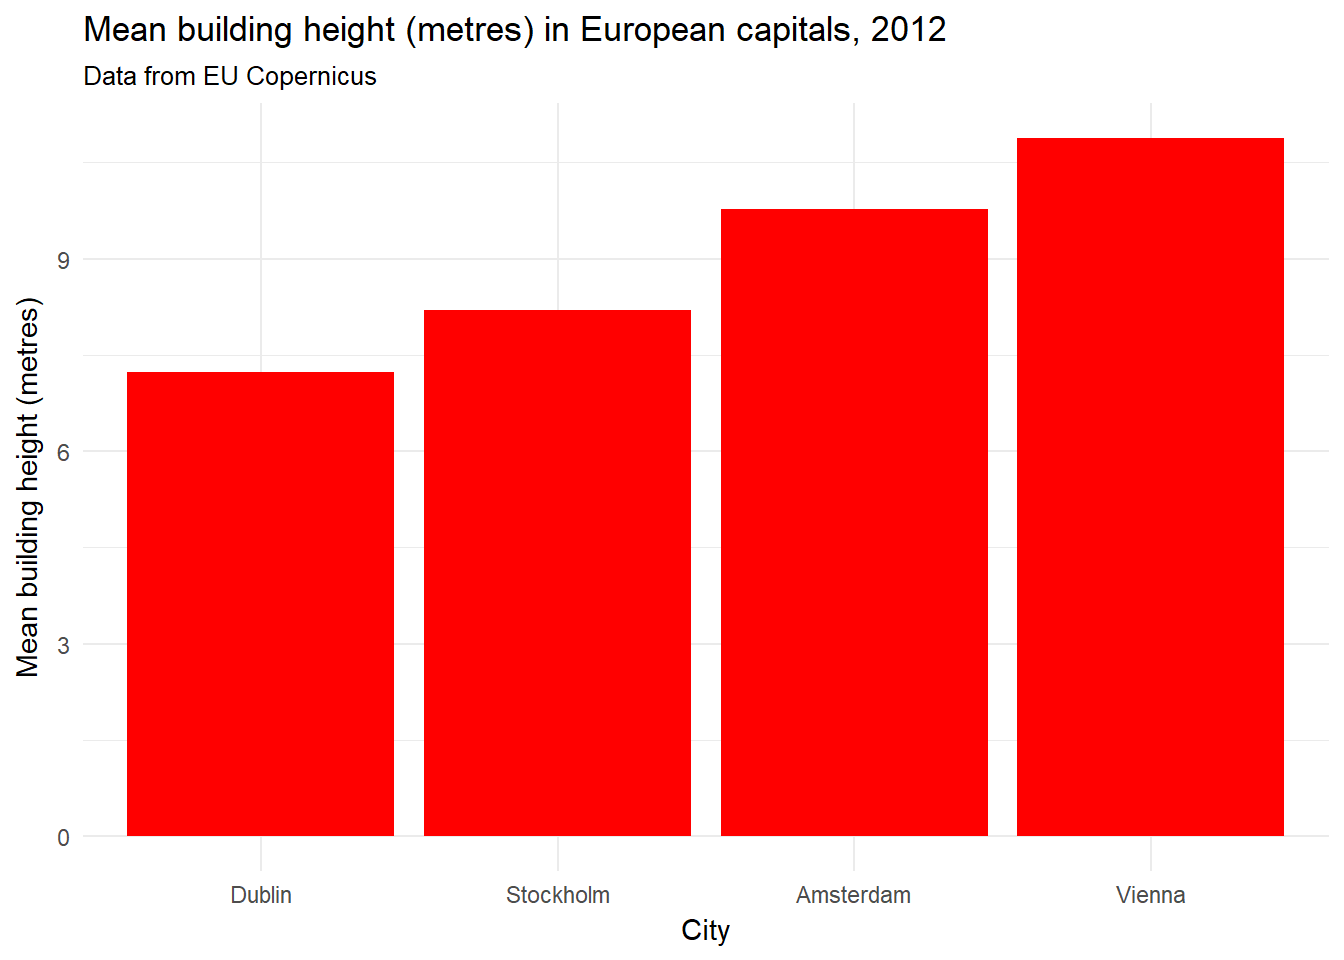 Mean building height (metres) in European capitals, 2012
Data from EU Copernicus
Mean building height (metres)
9
6
3
0
Dublin
Stockholm
Amsterdam
Vienna
City